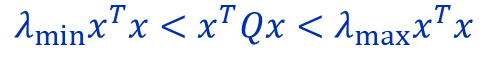 λ_min x^T x < x^T Q x < λ_max x^T x